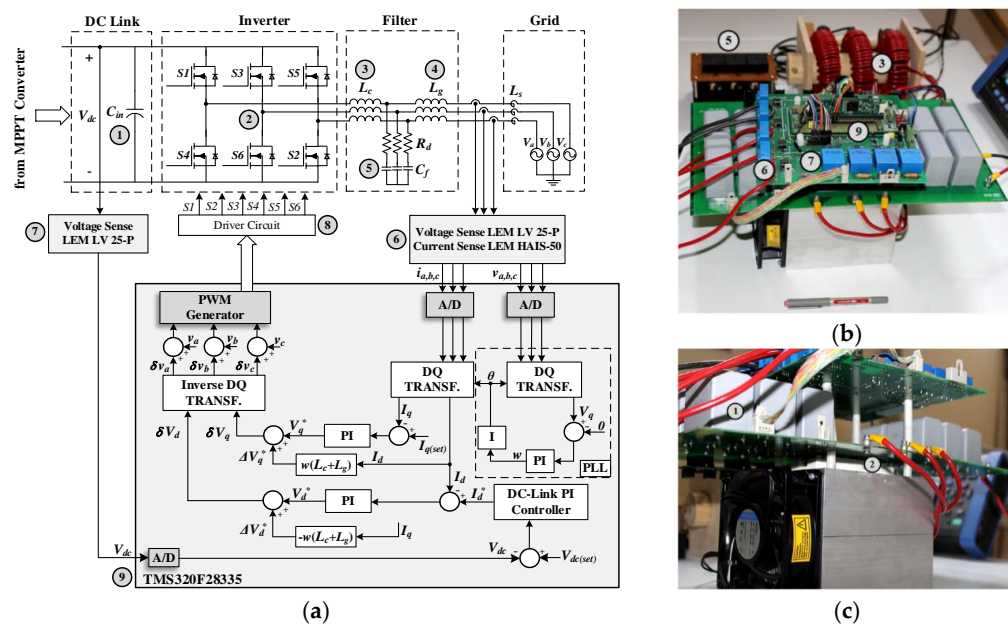 DC Link
Inverter
Filter
Grid
from MPPT Converter
+
V_dc
-
C_in
1
S1
S3
S5
2
S4
S6
S2
3
L_c
4
L_g
R_d
5
C_f
L_s
V_a
V_b
V_c
7
Voltage Sense
LEM LV 25-P
S1 S2 S3 S4 S5 S6
Driver Circuit
8
6
Voltage Sense LEM LV 25-P
Current Sense LEM HAIS-50
i_a,b,c
v_a,b,c
A/D
A/D
PWM
Generator
v_a
v_b
v_c
δv_a
δv_b
δv_c
Inverse DQ
TRANSF.
DQ
TRANSF.
θ
DQ
TRANSF.
I_q
V_q
0
I
w
PI
PLL
δV_d
δV_q
V_q*
PI
I_q(set)
ΔV_q*
w(L_c+L_g)
I_d
I_d
V_d*
PI
I_d*
DC-Link PI
Controller
ΔV_d*
-w(L_c+L_g)
I_q
V_dc
A/D
V_dc
V_dc(set)
9
TMS320F28335
(a)
5
3
9
7
6
(b)
1
2
(c)